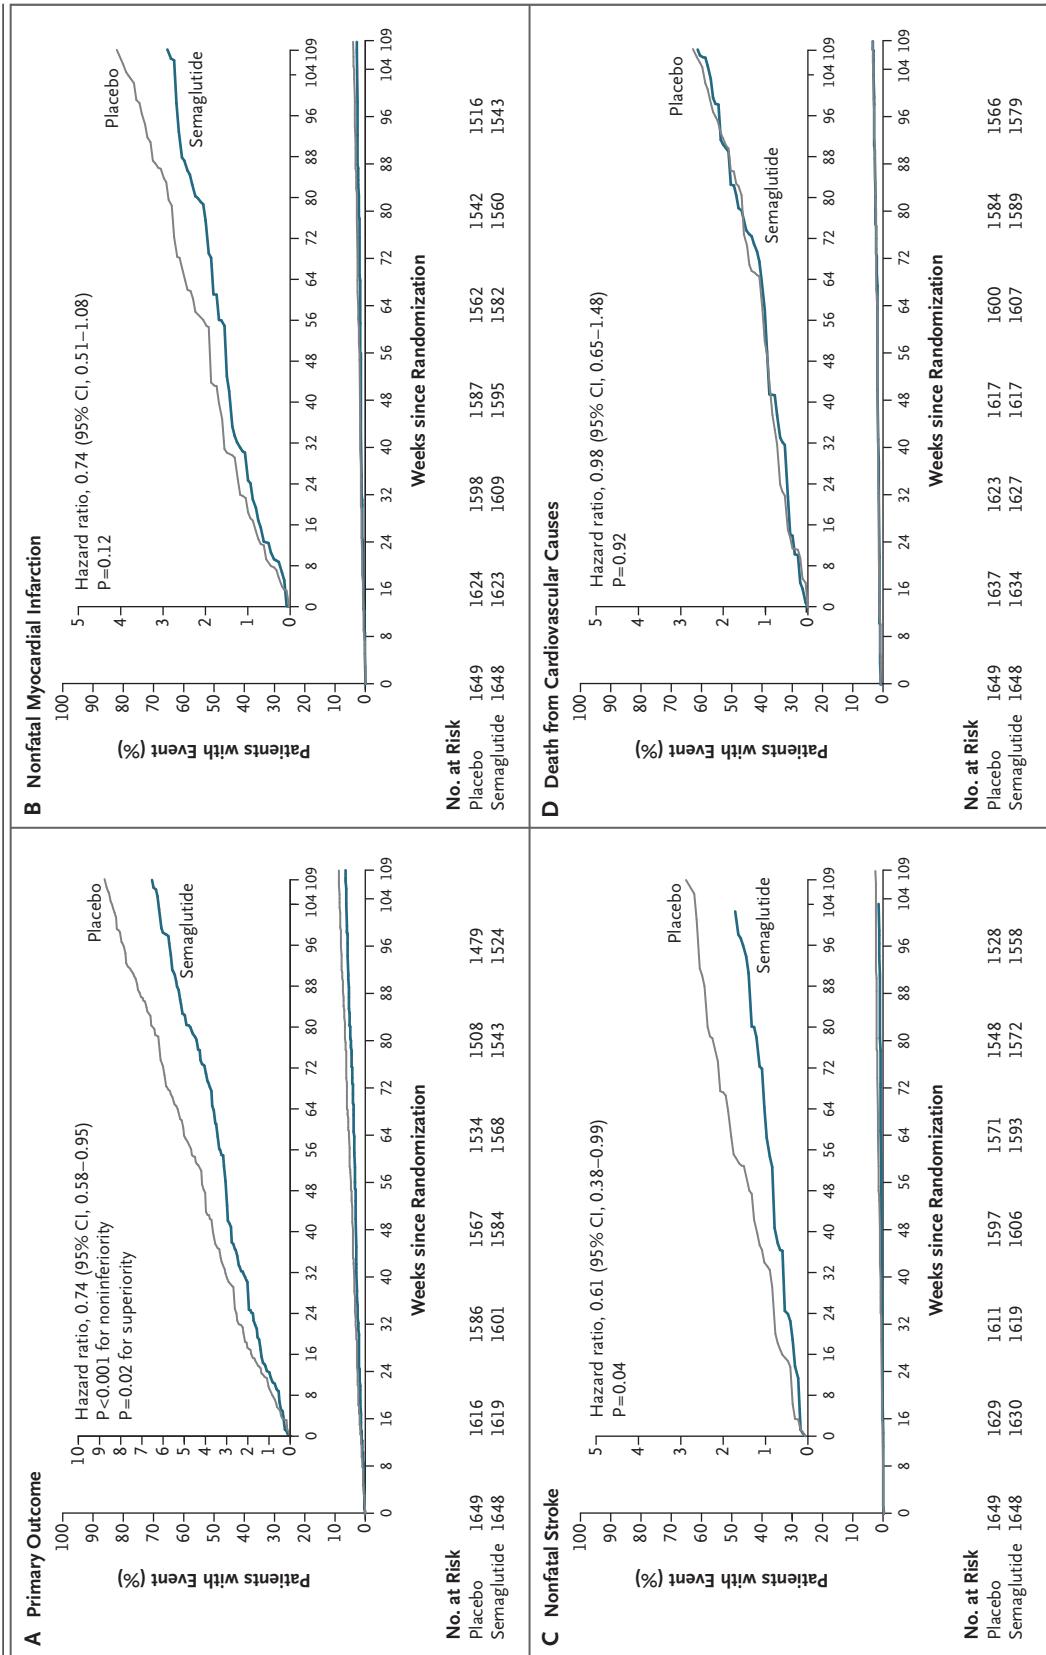 A Primary Outcome
Patients with Event (%)
100
90
80
70
60
50
40
30
20
10
0
10
9
8
7
6
5
4
3
2
1
0
Hazard ratio, 0.74 (95% CI, 0.58–0.95)
P<0.001 for noninferiority
P=0.02 for superiority
Placebo
Semaglutide
0 8 16 24 32 40 48 56 64 72 80 88 96 104 109
0 8 16 24 32 40 48 56 64 72 80 88 96 104 109
Weeks since Randomization
No. at Risk
Placebo 1649 1616 1586 1567 1534 1508 1479
Semaglutide 1648 1619 1601 1584 1568 1543 1524
B Nonfatal Myocardial Infarction
Patients with Event (%)
100
90
80
70
60
50
40
30
20
10
0
5
4
3
2
1
0
Hazard ratio, 0.74 (95% CI, 0.51–1.08)
P=0.12
Placebo
Semaglutide
0 8 16 24 32 40 48 56 64 72 80 88 96 104 109
0 8 16 24 32 40 48 56 64 72 80 88 96 104 109
Weeks since Randomization
No. at Risk
Placebo 1649 1624 1598 1587 1562 1542 1516
Semaglutide 1648 1623 1609 1595 1582 1560 1543
C Nonfatal Stroke
Patients with Event (%)
100
90
80
70
60
50
40
30
20
10
0
5
4
3
2
1
0
Hazard ratio, 0.61 (95% CI, 0.38–0.99)
P=0.04
Placebo
Semaglutide
0 8 16 24 32 40 48 56 64 72 80 88 96 104 109
0 8 16 24 32 40 48 56 64 72 80 88 96 104 109
Weeks since Randomization
No. at Risk
Placebo 1649 1629 1611 1597 1571 1548 1528
Semaglutide 1648 1630 1619 1606 1593 1572 1558
D Death from Cardiovascular Causes
Patients with Event (%)
100
90
80
70
60
50
40
30
20
10
0
5
4
3
2
1
0
Hazard ratio, 0.98 (95% CI, 0.65–1.48)
P=0.92
Placebo
Semaglutide
0 8 16 24 32 40 48 56 64 72 80 88 96 104 109
0 8 16 24 32 40 48 56 64 72 80 88 96 104 109
Weeks since Randomization
No. at Risk
Placebo 1649 1637 1623 1617 1600 1584 1566
Semaglutide 1648 1634 1627 1617 1607 1589 1579